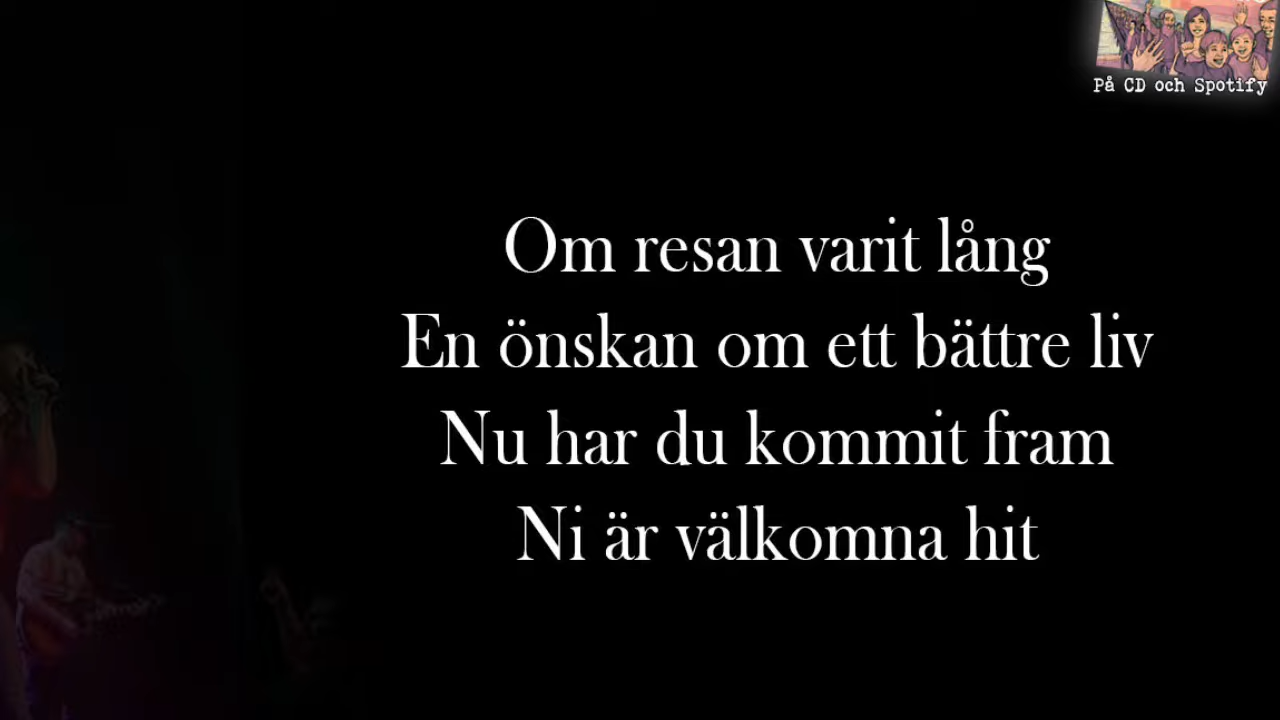 På CD och Spotify
Om resan varit lång
En önskan om ett bättre liv
Nu har du kommit fram
Ni är välkomna hit